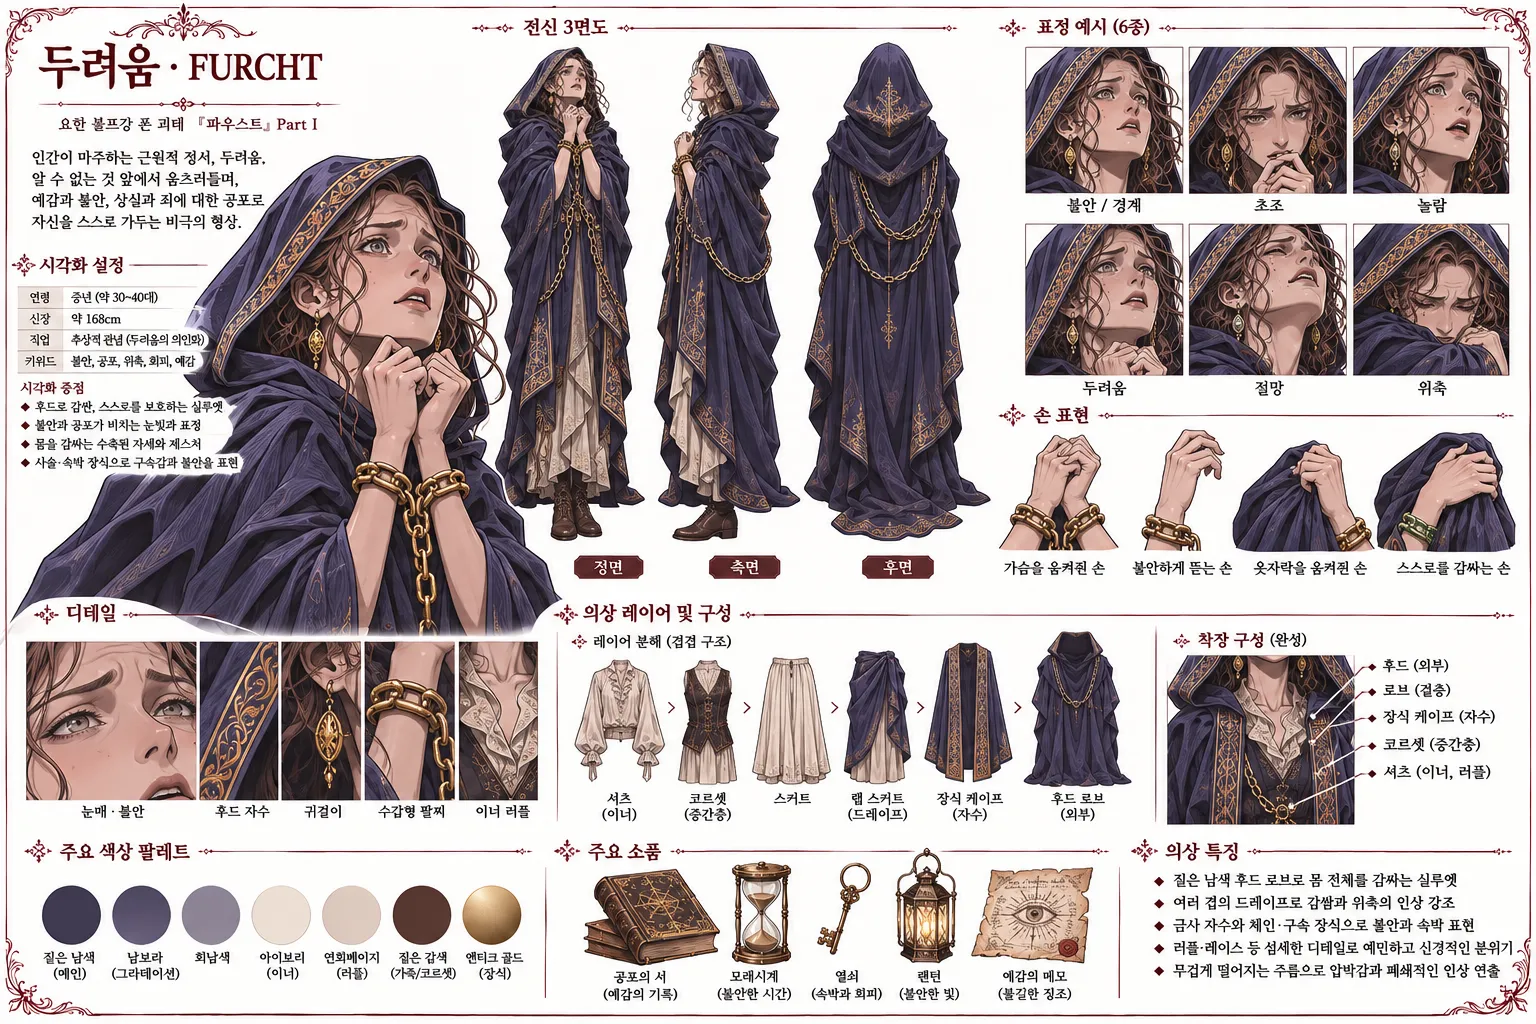 두려움 · FURCHT
요한 볼프강 폰 괴테 『파우스트』 Part I
인간이 마주하는 근원적 정서, 두려움.
알 수 없는 것 앞에서 움츠러들며,
예감과 불안, 상실과 죄에 대한 공포로
자신을 스스로 가두는 비극의 형상.
시각화 설정
연령 중년 (약 30~40대)
신장 약 168cm
직업 추상적 관념 (두려움의 의인화)
키워드 불안, 공포, 위축, 회피, 예감
시각화 중점
◆ 후드로 감싼, 스스로를 보호하는 실루엣
◆ 불안과 공포가 비치는 눈빛과 표정
◆ 몸을 감싸는 수축된 자세와 제스처
◆ 사슬·속박 장식으로 구속감과 불안을 표현
전신 3면도
정면
측면
후면
표정 예시 (6종)
불안 / 경계
초조
놀람
두려움
절망
위축
손 표현
가슴을 움켜쥔 손
불안하게 뜯는 손
옷자락을 움켜쥔 손
스스로를 감싸는 손
디테일
눈매 · 불안
후드 자수
귀걸이
수갑형 팔찌
이너 러플
의상 레이어 및 구성
레이어 분해 (겹겹 구조)
셔츠
(이너)
코르셋
(중간층)
스커트
랩 스커트
(드레이프)
장식 케이프
(자수)
후드 로브
(외부)
착장 구성 (완성)
◆ 후드 (외부)
◆ 로브 (겉층)
◆ 장식 케이프 (자수)
◆ 코르셋 (중간층)
◆ 셔츠 (이너, 러플)
주요 색상 팔레트
짙은 남색
(메인)
남보라
(그라데이션)
회남색
아이보리
(이너)
연회베이지
(러플)
짙은 갈색
(가죽/코르셋)
앤티크 골드
(장식)
주요 소품
공포의 서
(예감의 기록)
모래시계
(불안한 시간)
열쇠
(속박과 회피)
랜턴
(불안한 빛)
예감의 메모
(불길한 징조)
의상 특징
◆ 짙은 남색 후드 로브로 몸 전체를 감싸는 실루엣
◆ 여러 겹의 드레이프로 감쌈과 위축의 인상 강조
◆ 금사 자수와 체인·구속 장식으로 불안과 속박 표현
◆ 러플·레이스 등 섬세한 디테일로 예민하고 신경적인 분위기
◆ 무겁게 떨어지는 주름으로 압박감과 폐쇄적인 인상 연출